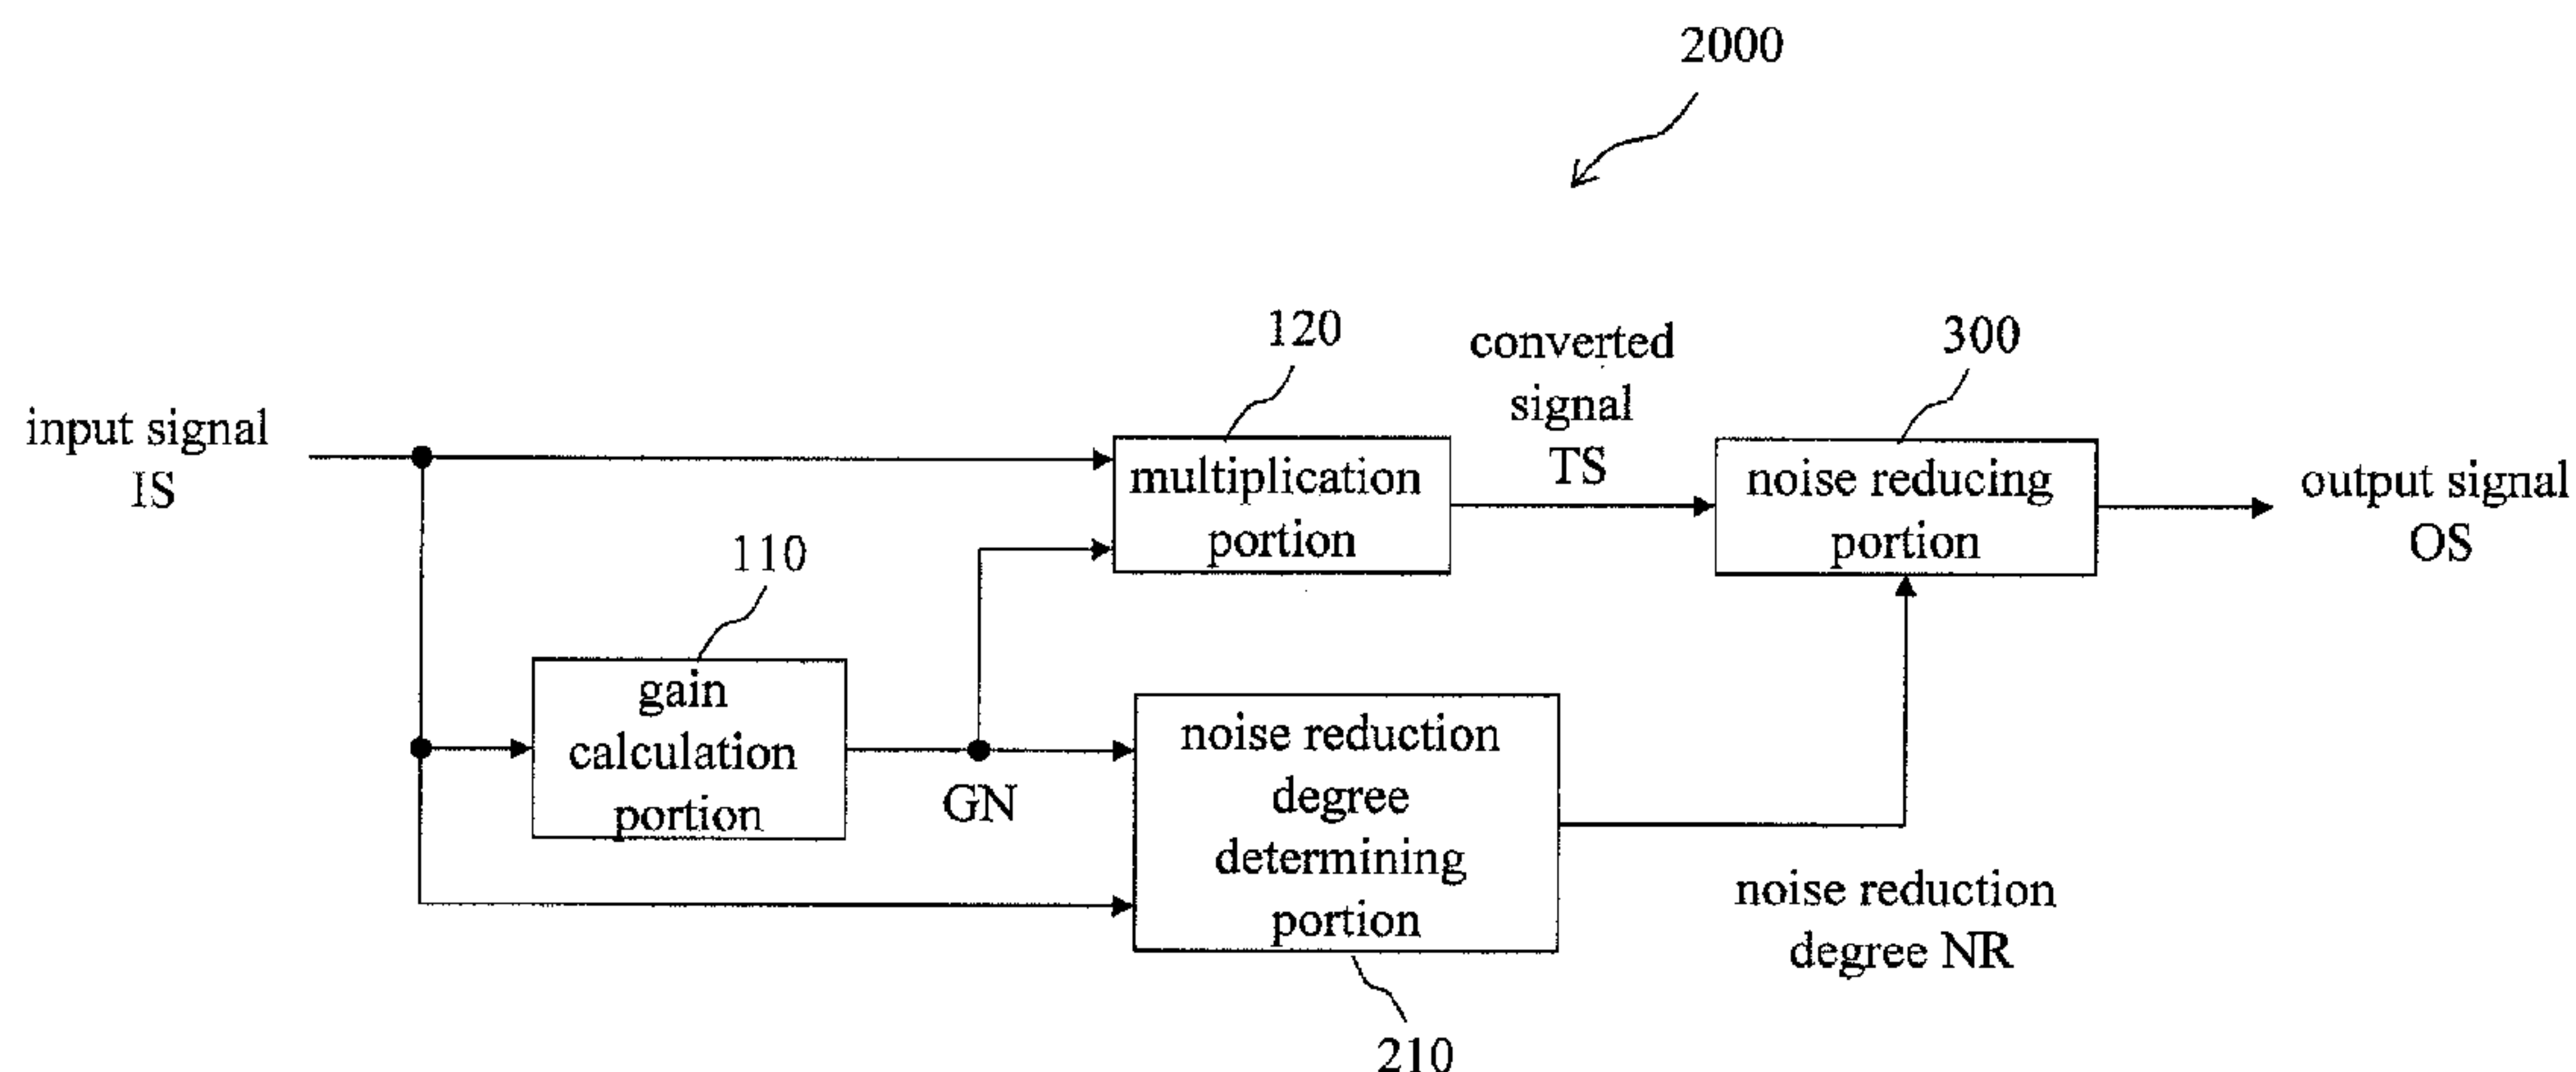 2000
input signal
IS
120
multiplication
portion
converted
signal
TS
300
noise reducing
portion
output signal
OS
110
gain
calculation
portion
GN
noise reduction
degree
determining
portion
210
noise reduction
degree NR